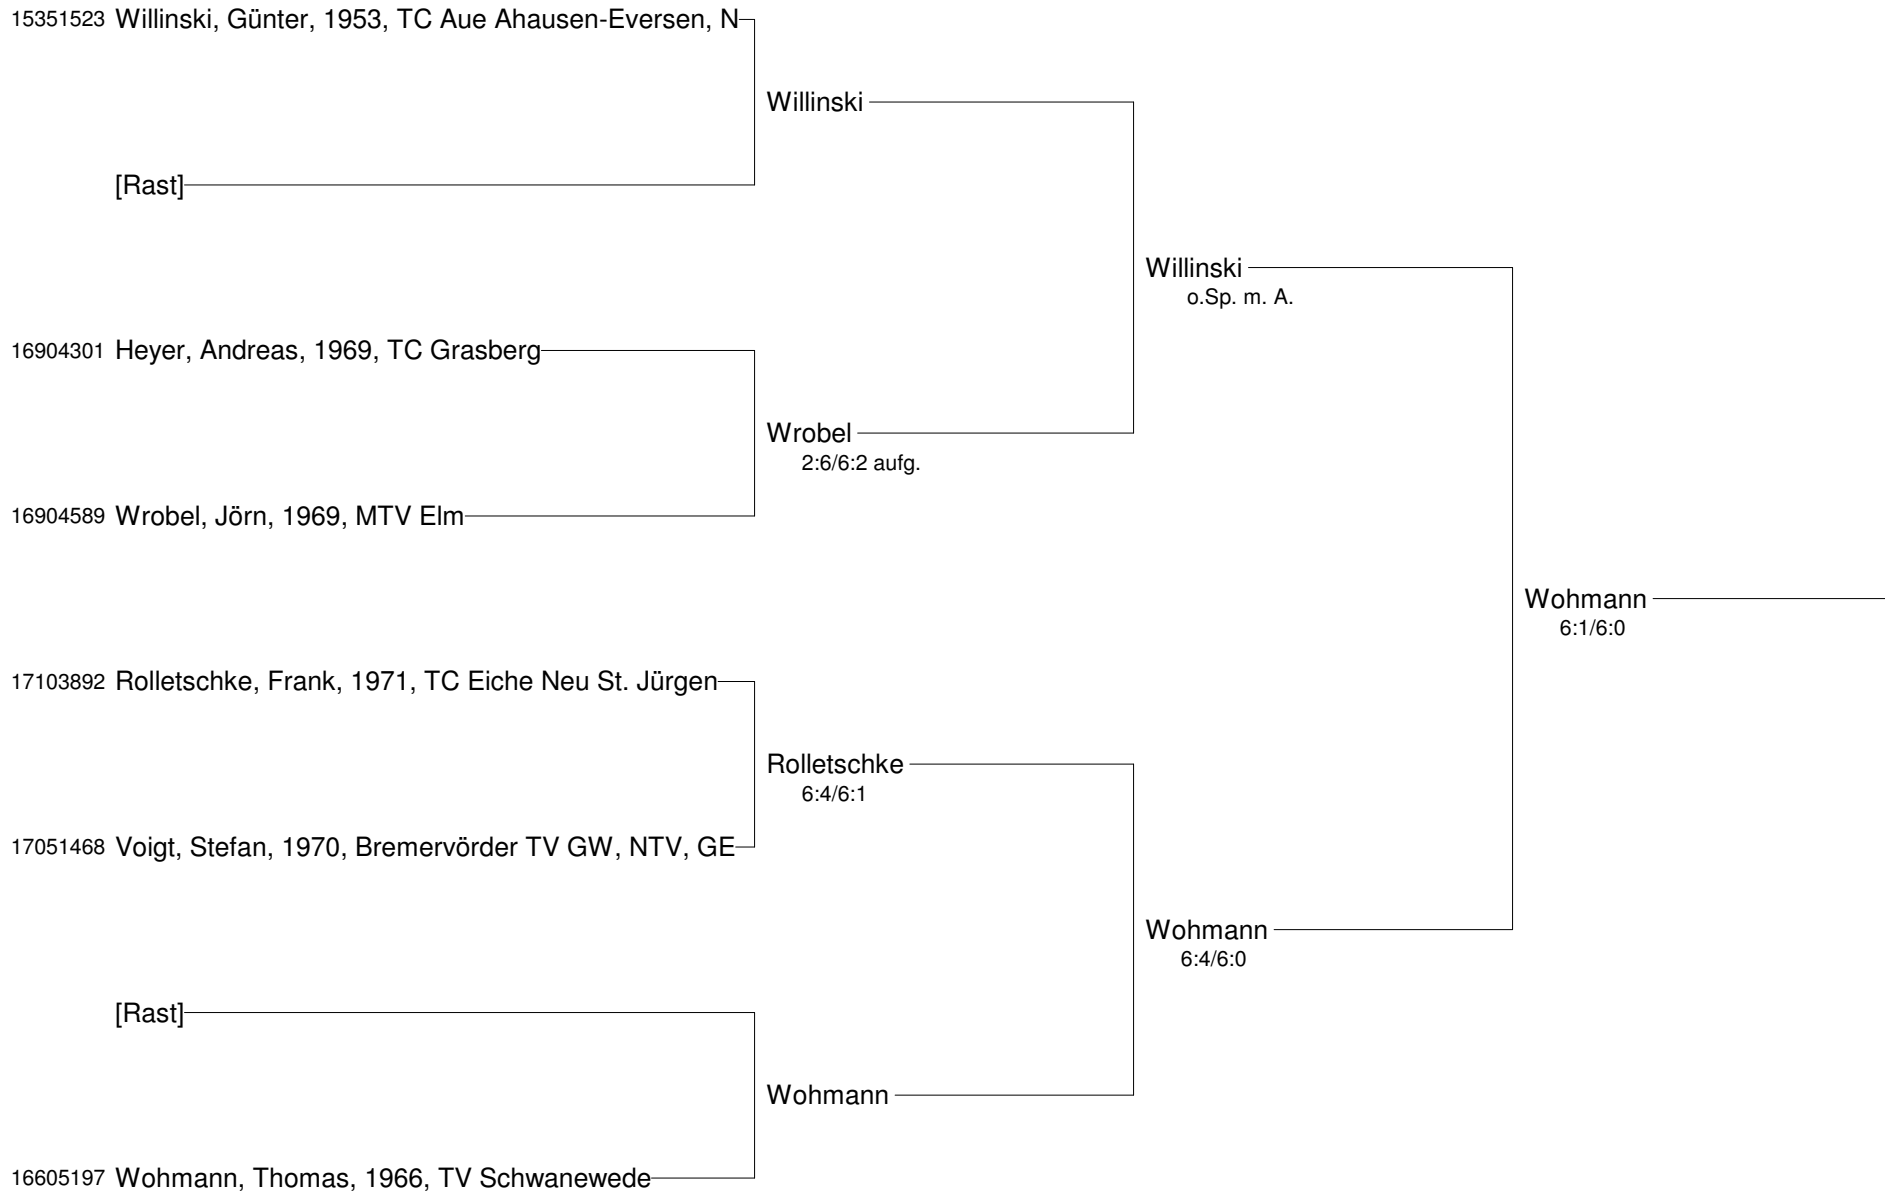 15351523 Willinski, Günter, 1953, TC Aue Ahausen-Eversen, N
Willinski
[Rast]
Willinski
o.Sp. m. A.
16904301 Heyer, Andreas, 1969, TC Grasberg
Wrobel
2:6/6:2 aufg.
16904589 Wrobel, Jörn, 1969, MTV Elm
Wohmann
6:1/6:0
17103892 Rolletschke, Frank, 1971, TC Eiche Neu St. Jürgen
Rolletschke
6:4/6:1
17051468 Voigt, Stefan, 1970, Bremervörder TV GW, NTV, GE
Wohmann
6:4/6:0
[Rast]
Wohmann
16605197 Wohmann, Thomas, 1966, TV Schwanewede